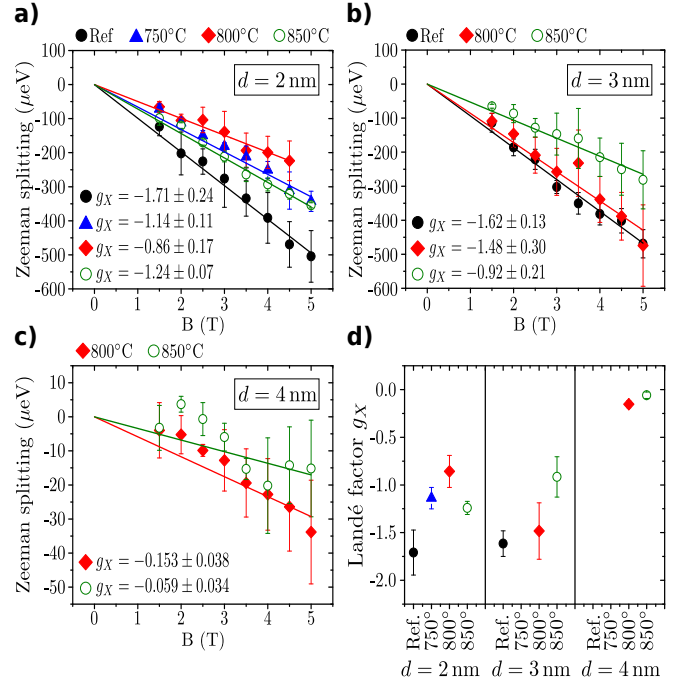 a)
Ref 750°C 800°C 850°C
d = 2 nm
Zeeman splitting (μeV)
100
0
-100
-200
-300
-400
-500
-600
g_X = −1.71 ± 0.24
g_X = −1.14 ± 0.11
g_X = −0.86 ± 0.17
g_X = −1.24 ± 0.07
0 1 2 3 4 5
B (T)
b)
Ref 800°C 850°C
d = 3 nm
Zeeman splitting (μeV)
100
0
-100
-200
-300
-400
-500
-600
g_X = −1.62 ± 0.13
g_X = −1.48 ± 0.30
g_X = −0.92 ± 0.21
0 1 2 3 4 5
B (T)
c)
800°C 850°C
d = 4 nm
Zeeman splitting (μeV)
10
0
-10
-20
-30
-40
-50
g_X = −0.153 ± 0.038
g_X = −0.059 ± 0.034
0 1 2 3 4 5
B (T)
d)
Landé factor g_X
0.0
-0.5
-1.0
-1.5
-2.0
Ref. 750° 800° 850° Ref. 750° 800° 850° Ref. 750° 800° 850°
d = 2 nm d = 3 nm d = 4 nm